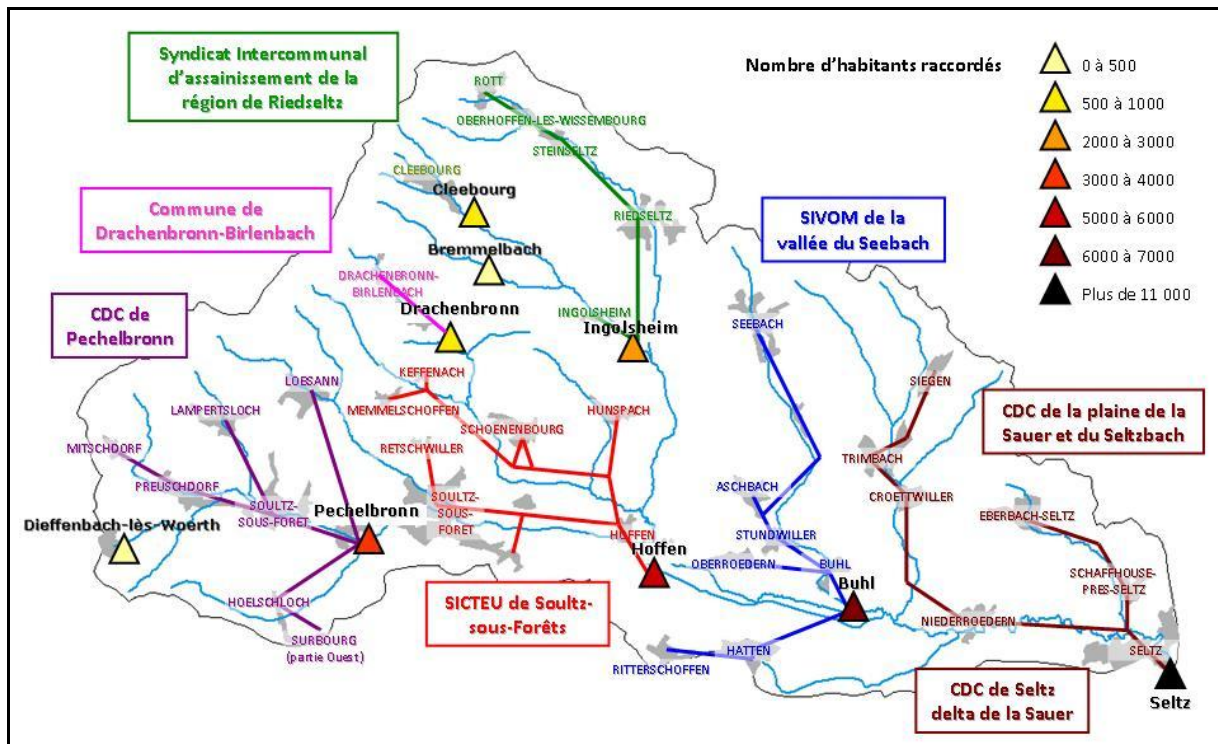 Syndicat Intercommunal
d'assainissement de la
région de Riedseltz
Nombre d'habitants raccordés
0 à 500
500 à 1000
2000 à 3000
3000 à 4000
5000 à 6000
6000 à 7000
Plus de 11 000
ROTT
OBERHOFFEN-LES-WISSEMBOURG
STEINSELTZ
CLEEBOURG
Cleebourg
RIEDSELTZ
Commune de
Drachenbronn-Birlenbach
SIVOM de la
vallée du Seebach
Bremmelbach
DRACHENBRONN-
BIRLENBACH
Drachenbronn
INGOLSHEIM
Ingolsheim
SEEBACH
CDC de
Pechelbronn
KEFFENACH
MEMMELSCHOFFEN
LOBSANN
LAMPERTSLOCH
HUNSPACH
SCHOENENBOURG
SIEGEN
CDC de la plaine de la
Sauer et du Seltzbach
MITSCHDORF
RETSCHWILLER
TRIMBACH
PREUSCHDORF
SOULTZ-
SOUS-FORET
SOULTZ-
SOUS-
FORET
ASCHBACH
CROETTWILLER
Dieffenbach-lès-Woerth
Pechelbronn
HOFFEN
Hoffen
STUNDWILLER
EBERBACH-SELTZ
OBERROEDERN
BUHL
Buhl
SCHAFFHOUSE-
PRES-SELTZ
HOELSCHLOCH
SURBOURG
(partie Ouest)
SICTEU de Soultz-
sous-Forêts
NIEDERROEDERN
HATTEN
RITTERSCHOFFEN
SELTZ
Seltz
CDC de Seltz
delta de la Sauer